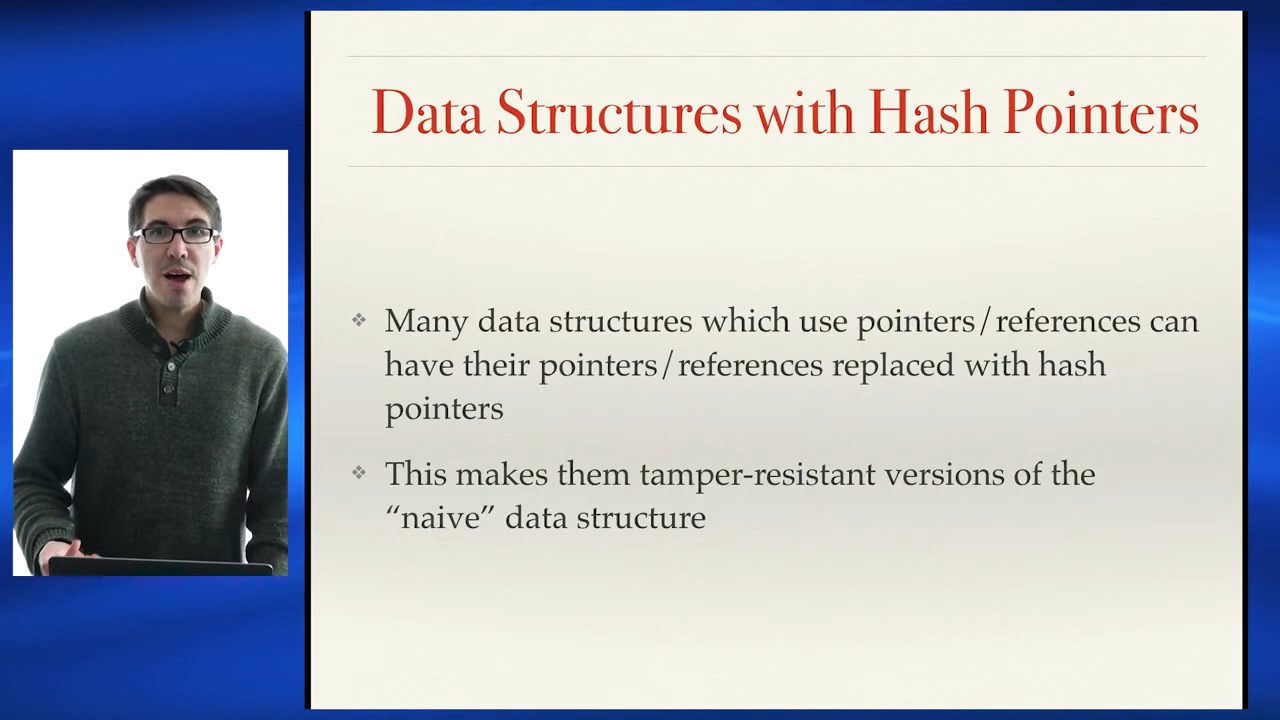 Data Structures with Hash Pointers
❖ Many data structures which use pointers/references can
have their pointers/references replaced with hash
pointers
❖ This makes them tamper-resistant versions of the
“naive” data structure